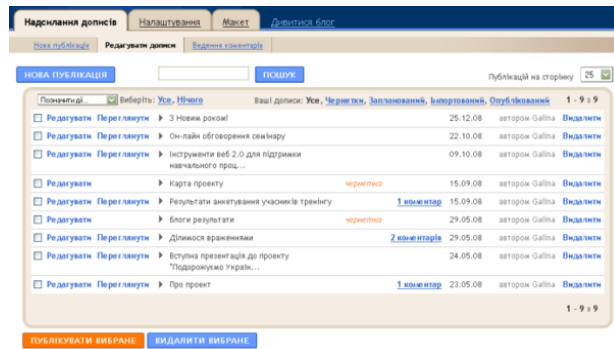 Надсилання дописів Налаштування Макет Дивитися блог
Нова публікація Редагувати дописи Ведення коментарів
НОВА ПУБЛІКАЦІЯ ПОШУК Публікацій на сторінку 25
Позначити ді... Виберіть: Усе, Нічого Ваші дописи: Усе, Чернетки, Запланований, Імпортований, Опублікований 1 - 9 з 9
Редагувати Переглянути З Новим роком! 25.12.08 автором Galina Видалити
Редагувати Переглянути Он-лайн обговорення семінару 22.10.08 автором Galina Видалити
Редагувати Переглянути Інструменти веб 2.0 для підтримки 09.10.08 автором Galina Видалити
навчального проц...
Редагувати Карта проекту чернетка 15.09.08 автором Galina Видалити
Редагувати Переглянути Результати анкетування учасників тренінгу 1 коментар 15.09.08 автором Galina Видалити
Редагувати блоги результати чернетка 29.05.08 автором Galina Видалити
Редагувати Переглянути Ділимося враженнями 2 коментарів 29.05.08 автором Galina Видалити
Редагувати Переглянути Вступна презентація до проекту 24.05.08 автором Galina Видалити
"Подорожуємо Україн...
Редагувати Переглянути Про проект 1 коментар 23.05.08 автором Galina Видалити
1 - 9 з 9
ПУБЛІКУВАТИ ВИБРАНЕ ВИДАЛИТИ ВИБРАНЕ